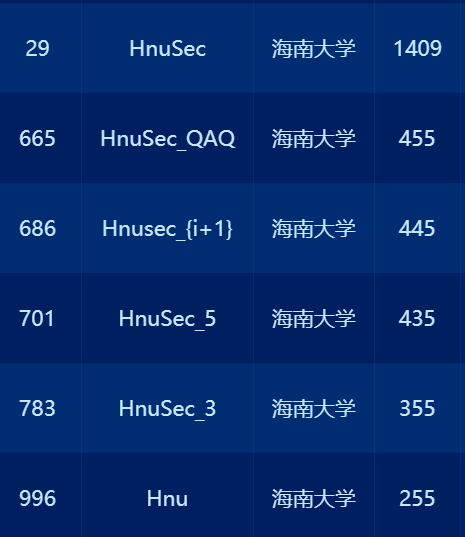 29 HnuSec 海南大学 1409
665 HnuSec_QAQ 海南大学 455
686 Hnusec_{i+1} 海南大学 445
701 HnuSec_5 海南大学 435
783 HnuSec_3 海南大学 355
996 Hnu 海南大学 255